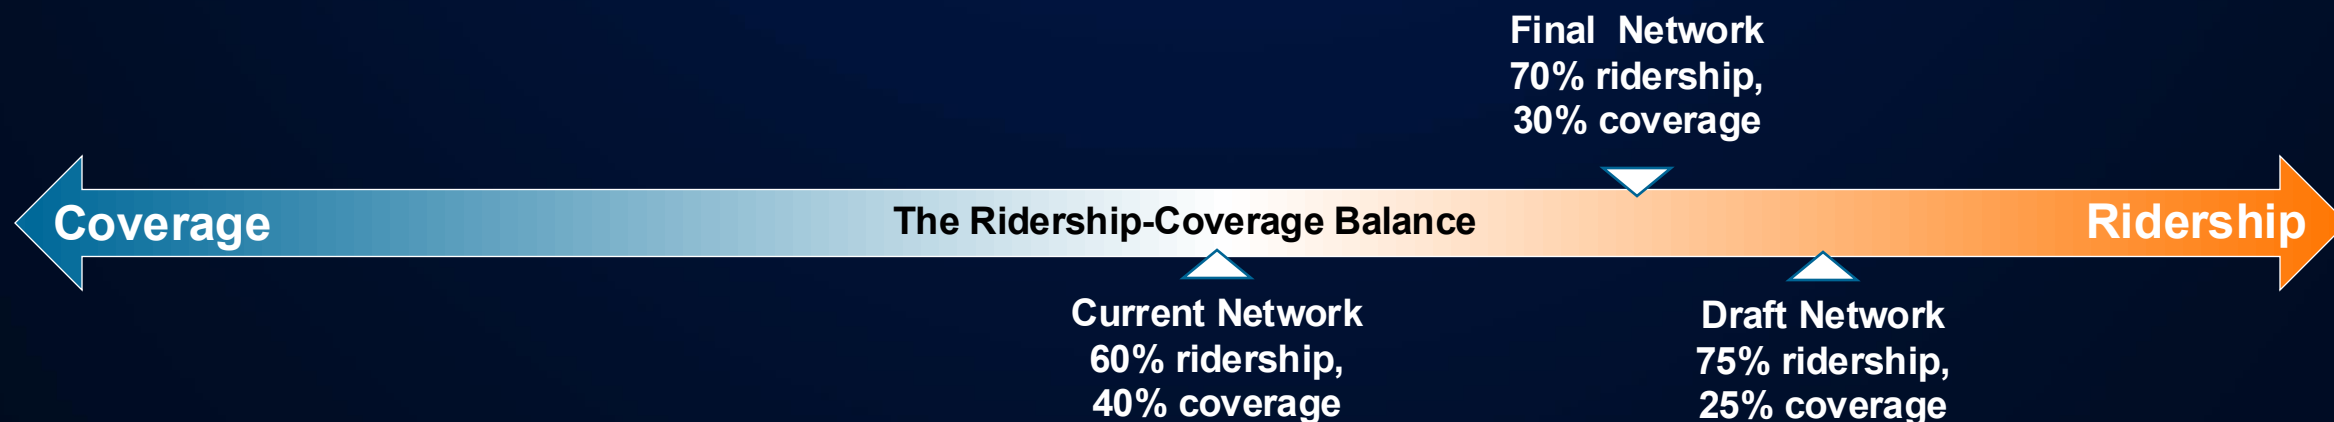 Final Network
70% ridership,
30% coverage
Coverage
The Ridership-Coverage Balance
Ridership
Current Network
60% ridership,
40% coverage
Draft Network
75% ridership,
25% coverage